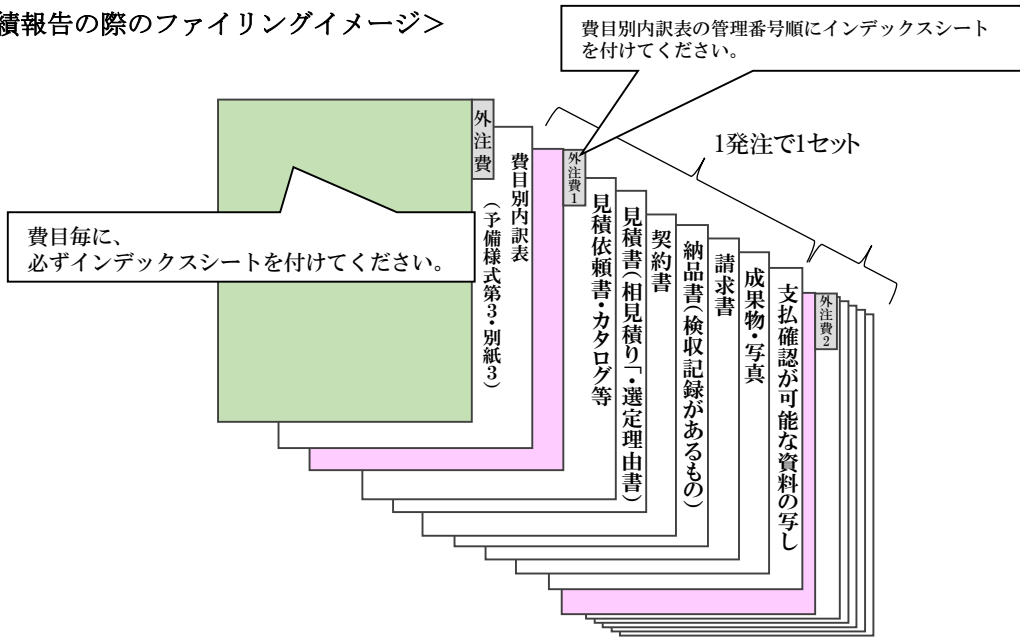 績報告の際のファイリングイメージ＞
費目別内訳表の管理番号順にインデックスシート
を付けてください。
1発注で1セット
費目毎に、
必ずインデックスシートを付けてください。
外注費
費目別内訳表
（予備様式第3・別紙3）
外注費1
見積依頼書・カタログ等
見積書（相見積り「・選定理由書）
契約書
納品書（検収記録があるもの）
請求書
成果物・写真
支払確認が可能な資料の写し
外注費2